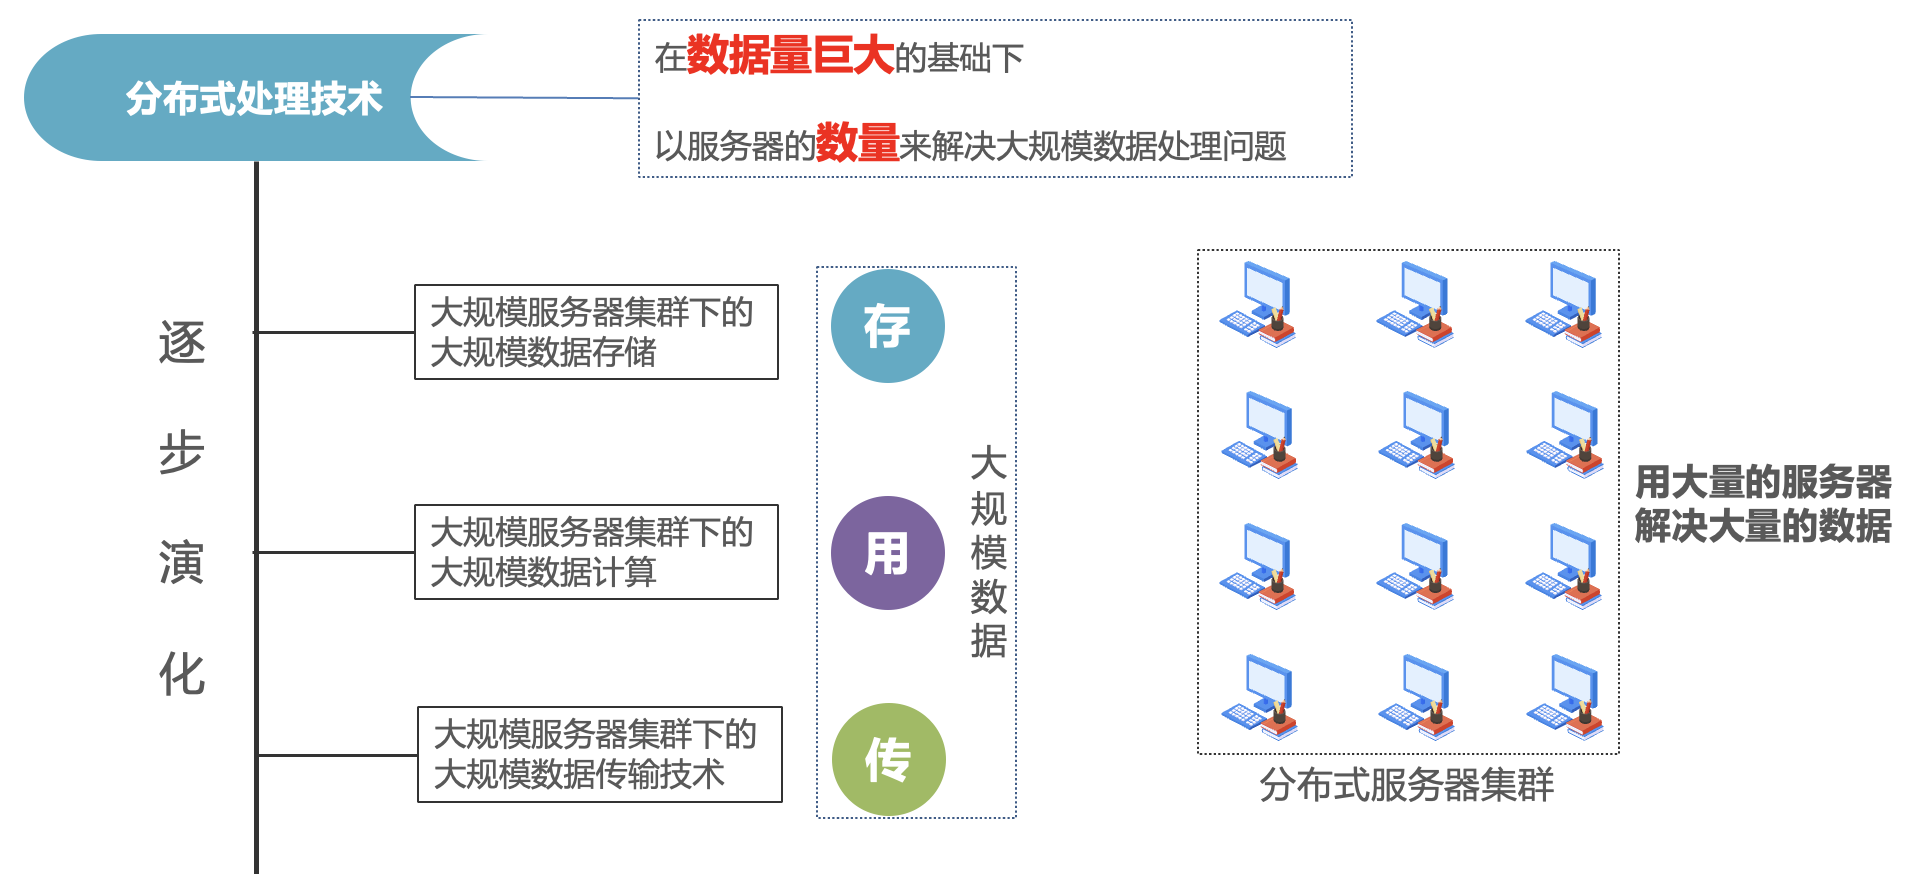 分布式处理技术
在数据量巨大的基础下
以服务器的数量来解决大规模数据处理问题
逐
步
演
化
大规模服务器集群下的
大规模数据存储
大规模服务器集群下的
大规模数据计算
大规模服务器集群下的
大规模数据传输技术
存
用
传
大
规
模
数
据
分布式服务器集群
用大量的服务器
解决大量的数据